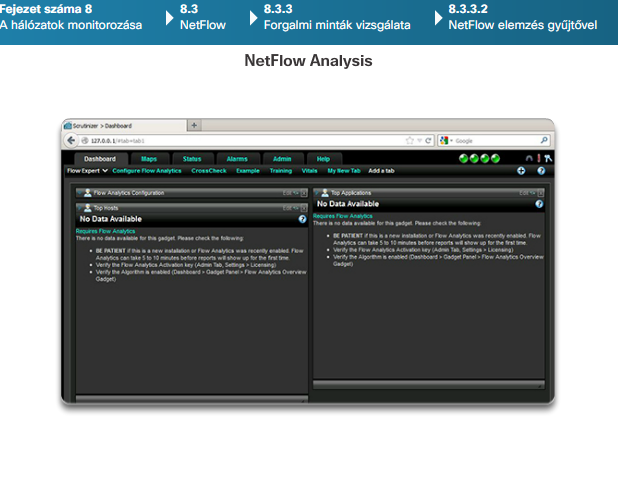 Fejezet száma 8
A hálózatok monitorozása
8.3
NetFlow
8.3.3
Forgalmi minták vizsgálata
8.3.3.2
NetFlow elemzés gyűjtővel
NetFlow Analysis
Scrutinizer > Dashboard
+
127.0.0.1/#tab=tab1
Google
Dashboard Maps Status Alarms Admin Help
Flow Expert Configure Flow Analytics CrossCheck Example Training Vitals My New Tab Add a tab
Flow Analytics Configuration Edit
Top Hosts Edit
No Data Available
Requires Flow Analytics
There is no data available for this gadget. Please check the following:
• BE PATIENT if this is a new installation or Flow Analytics was recently enabled. Flow
Analytics can take 5 to 10 minutes before reports will show up for the first time.
• Verify the Flow Analytics Activation key (Admin Tab, Settings > Licensing)
• Verify the Algorithm is enabled (Dashboard > Gadget Panel > Flow Analytics Overview
Gadget)
Top Applications Edit
No Data Available
Requires Flow Analytics
There is no data available for this gadget. Please check the following:
• BE PATIENT if this is a new installation or Flow Analytics was recently enabled. Flow
Analytics can take 5 to 10 minutes before reports will show up for the first time.
• Verify the Flow Analytics Activation key (Admin Tab, Settings > Licensing)
• Verify the Algorithm is enabled (Dashboard > Gadget Panel > Flow Analytics Overview
Gadget)